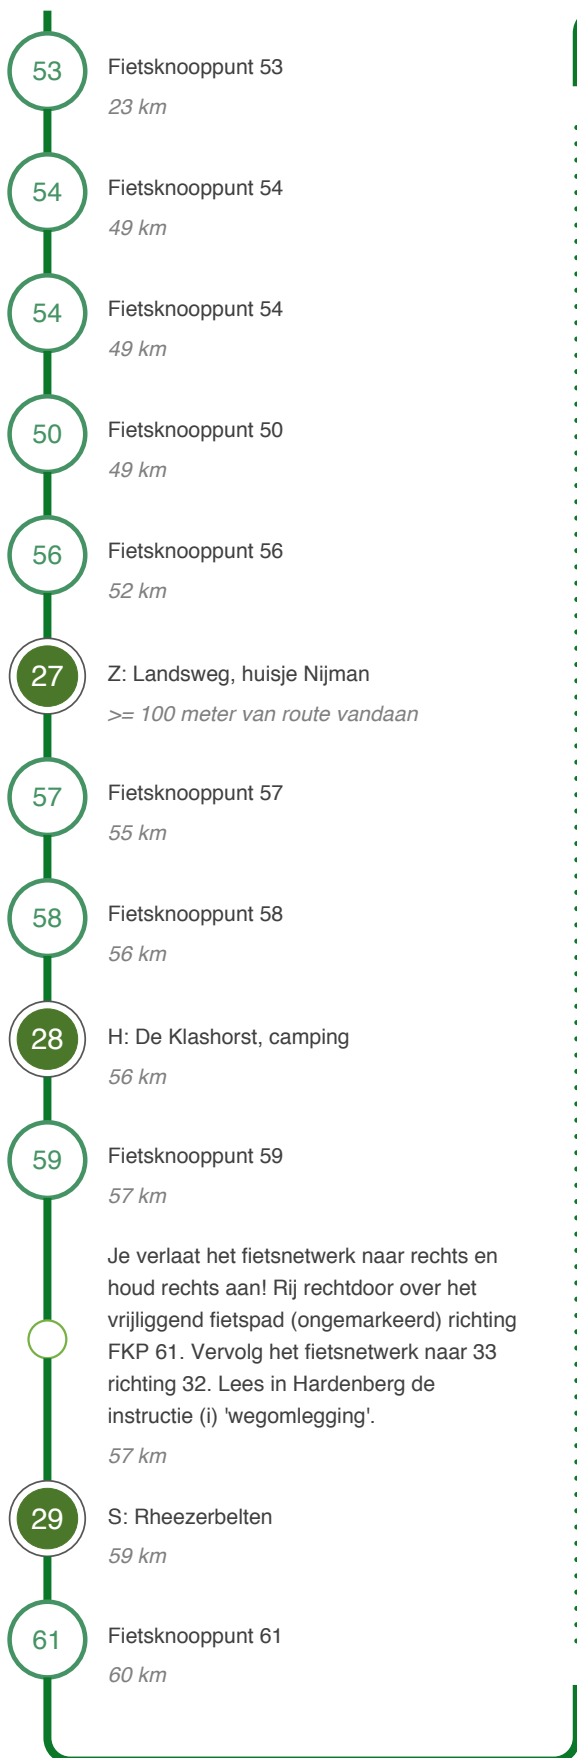 53
Fietsknooppunt 53
23 km
54
Fietsknooppunt 54
49 km
54
Fietsknooppunt 54
49 km
50
Fietsknooppunt 50
49 km
56
Fietsknooppunt 56
52 km
27
Z: Landsweg, huisje Nijman
>= 100 meter van route vandaan
57
Fietsknooppunt 57
55 km
58
Fietsknooppunt 58
56 km
28
H: De Klashorst, camping
56 km
59
Fietsknooppunt 59
57 km
Je verlaat het fietsnetwerk naar rechts en
houd rechts aan! Rij rechtdoor over het
vrijliggend fietspad (ongemarkeerd) richting
FKP 61. Vervolg het fietsnetwerk naar 33
richting 32. Lees in Hardenberg de
instructie (i) 'wegomlegging'.
57 km
29
S: Rheezerbelten
59 km
61
Fietsknooppunt 61
60 km